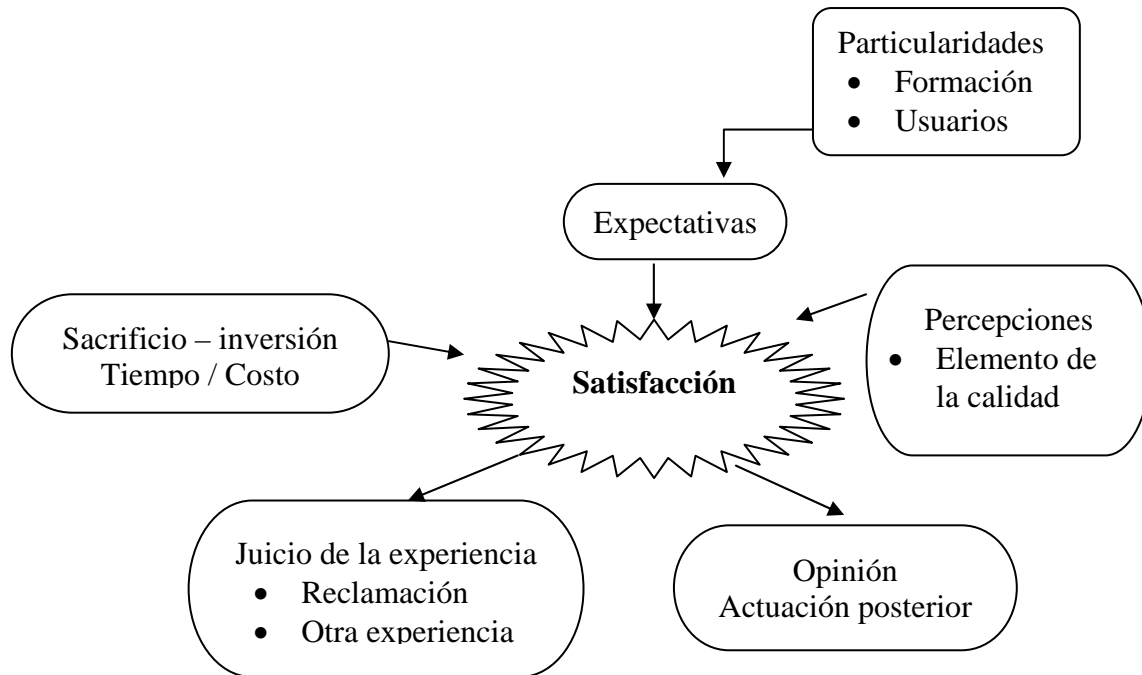 Particularidades
• Formación
• Usuarios
Expectativas
Sacrificio – inversión
Tiempo / Costo
Percepciones
• Elemento de
la calidad
Satisfacción
Juicio de la experiencia
• Reclamación
• Otra experiencia
Opinión
Actuación posterior